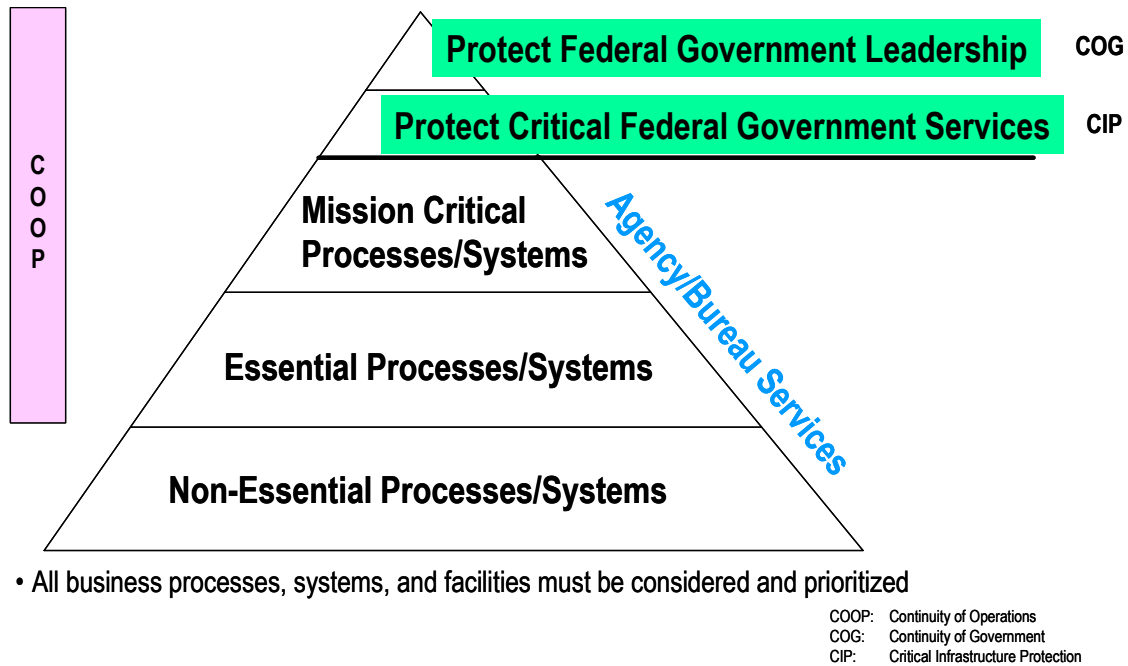 Protect Federal Government Leadership
COG
Protect Critical Federal Government Services
CIP
C
O
O
P
Mission Critical
Processes/Systems
Agency/Bureau Services
Essential Processes/Systems
Non-Essential Processes/Systems
• All business processes, systems, and facilities must be considered and prioritized
COOP: Continuity of Operations
COG: Continuity of Government
CIP: Critical Infrastructure Protection